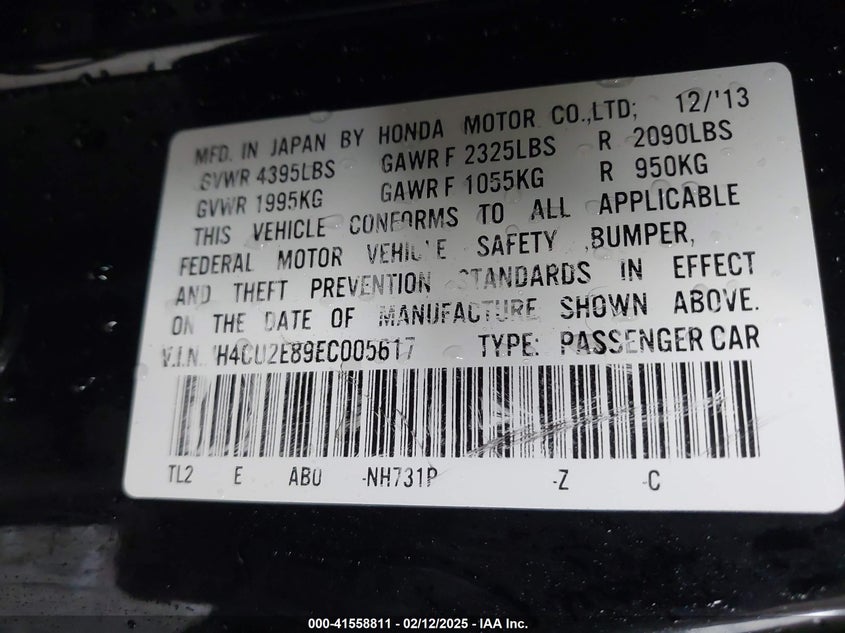 MFD. IN JAPAN BY HONDA MOTOR CO.,LTD; 12/'13
GVWR 4395LBS GAWR F 2325LBS R 2090LBS
GVWR 1995KG GAWR F 1055KG R 950KG
THIS VEHICLE CONFORMS TO ALL APPLICABLE
FEDERAL MOTOR VEHICLE SAFETY ,BUMPER,
AND THEFT PREVENTION STANDARDS IN EFFECT
ON THE DATE OF MANUFACTURE SHOWN ABOVE.
V.I.N. H4CU2E89EC005617 TYPE: PASSENGER CAR
TL2 E ABU -NH731P -Z -C
000-41558811 - 02/12/2025 - IAA Inc.